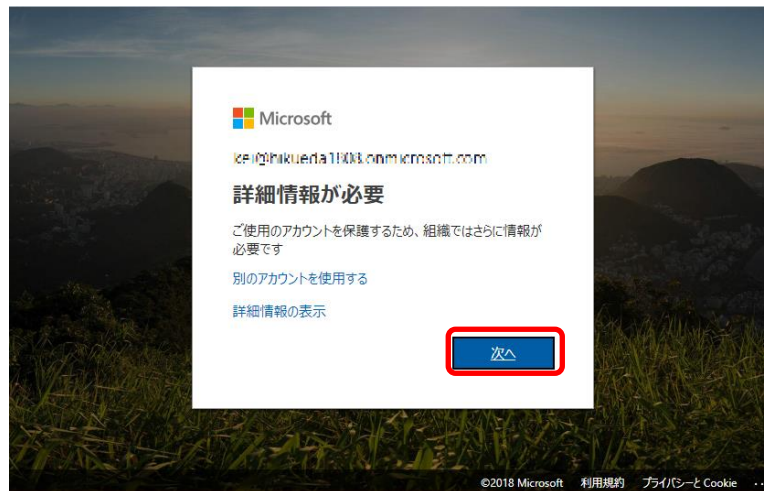 Microsoft
詳細情報が必要
ご使用のアカウントを保護するため、組織ではさらに情報が
必要です
別のアカウントを使用する
詳細情報の表示
次へ
©2018 Microsoft 利用規約 プライバシーと Cookie ..